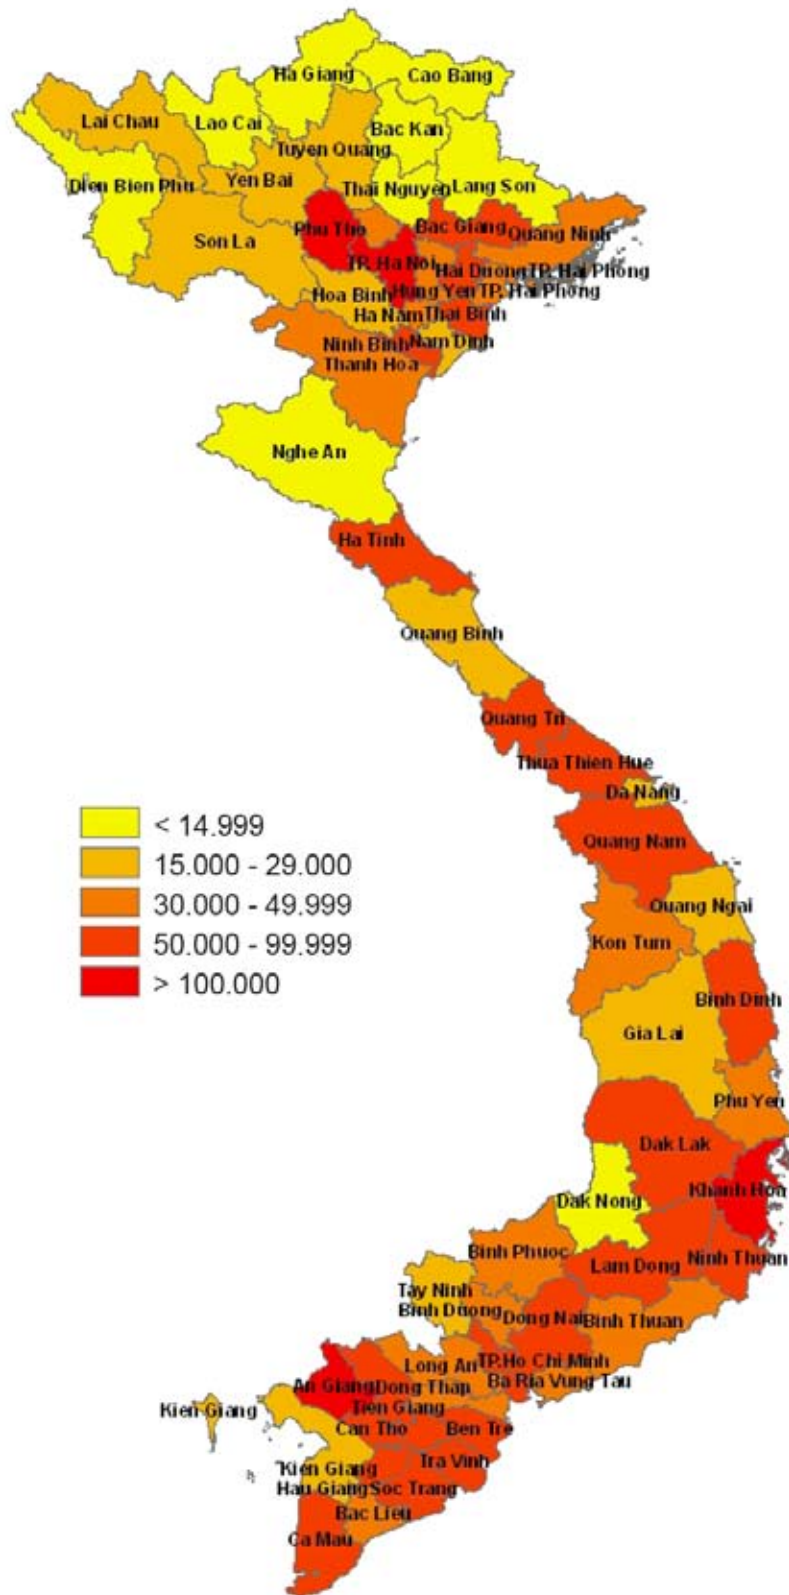 Ha Giang
Cao Bang
Lai Chau
Lao Cai
Bac Kan
Tuyen Quang
Dien Bien Phu
Yen Bai
Thai Nguyen
Lang Son
Phu Tho
Bac Giang
Quang Ninh
Son La
TP. Ha Noi
Hai Duong
TP. Hai Phong
Hoa Binh
Hung Yen
TP. Hai Phong
Ha Nam
Thai Binh
Ninh Binh
Nam Dinh
Thanh Hoa
Nghe An
Ha Tinh
Quang Binh
Quang Tri
Thua Thien Hue
Da Nang
< 14.999
Quang Nam
15.000 - 29.000
30.000 - 49.999
Quang Ngai
50.000 - 99.999
Kon Tum
> 100.000
Binh Dinh
Gia Lai
Phu Yen
Dak Lak
Khanh Hoa
Dak Nong
Binh Phuoc
Lam Dong
Ninh Thuan
Tay Ninh
Binh Duong
Dong Nai
Binh Thuan
Long An
TP.Ho Chi Minh
An Giang
Dong Thap
Ba Ria Vung Tau
Kien Giang
Tien Giang
Can Tho
Ben Tre
Kien Giang
Tra Vinh
Hau Giang
Soc Trang
Bac Lieu
Ca Mau